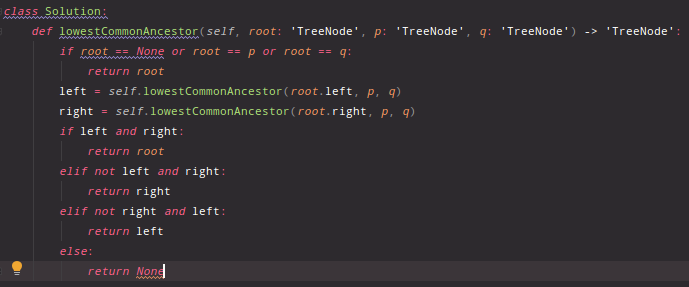 class Solution:
    def lowestCommonAncestor(self, root: 'TreeNode', p: 'TreeNode', q: 'TreeNode') -> 'TreeNode':
        if root == None or root == p or root == q:
            return root
        left = self.lowestCommonAncestor(root.left, p, q)
        right = self.lowestCommonAncestor(root.right, p, q)
        if left and right:
            return root
        elif not left and right:
            return right
        elif not right and left:
            return left
        else:
            return None